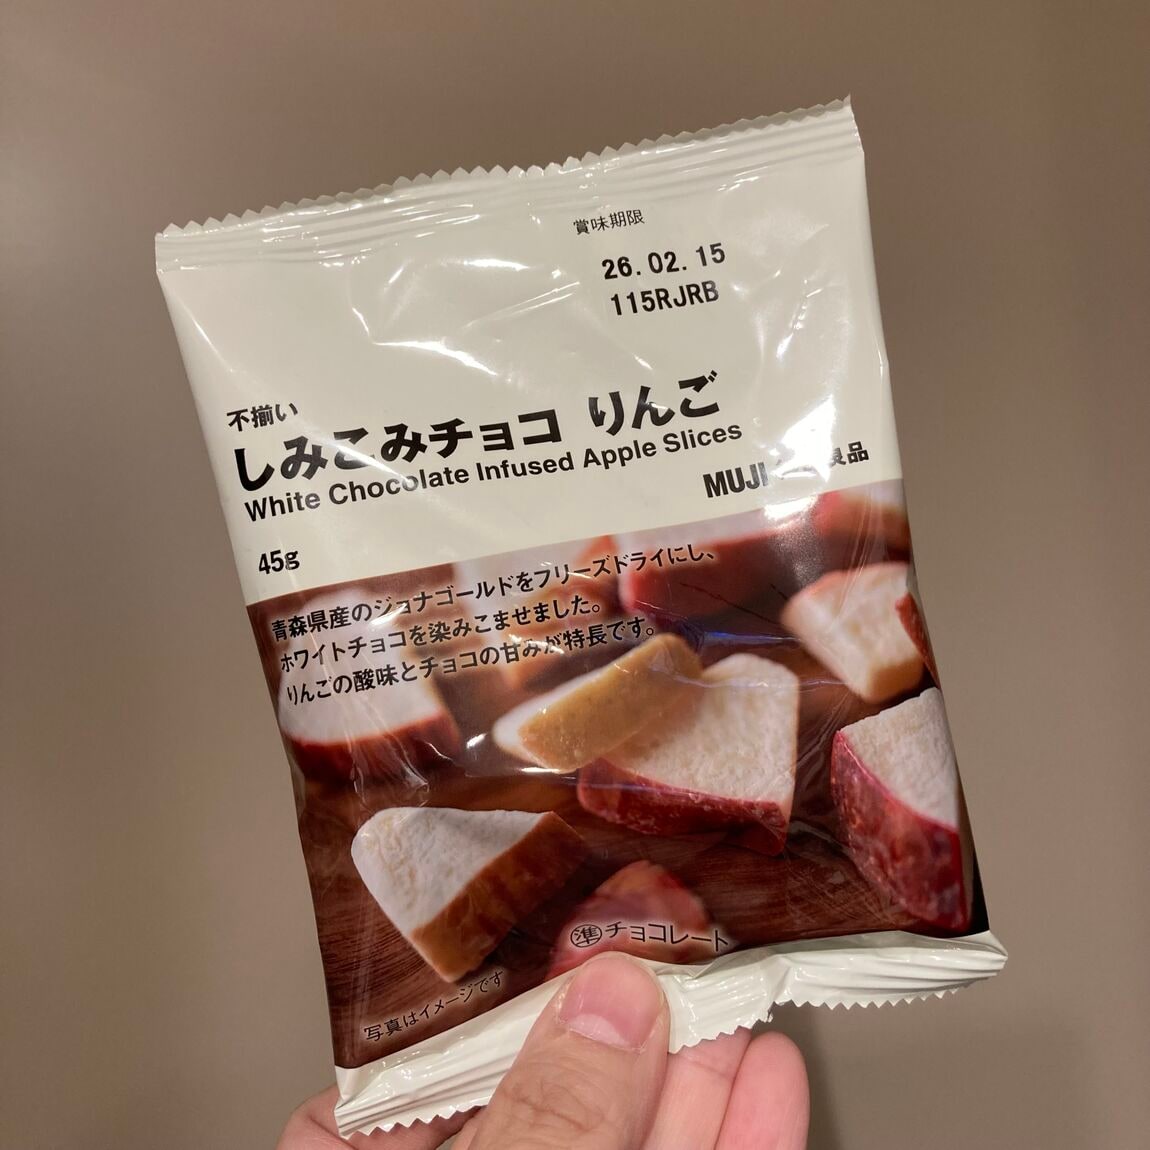 賞味期限
26.02.15
115RJRB
不揃い
しみこみチョコ りんご
White Chocolate Infused Apple Slices
MUJI 良品
45g
青森県産のジョナゴールドをフリーズドライにし、
ホワイトチョコを染みこませました。
りんごの酸味とチョコの甘みが特長です。
㊜チョコレート
写真はイメージです